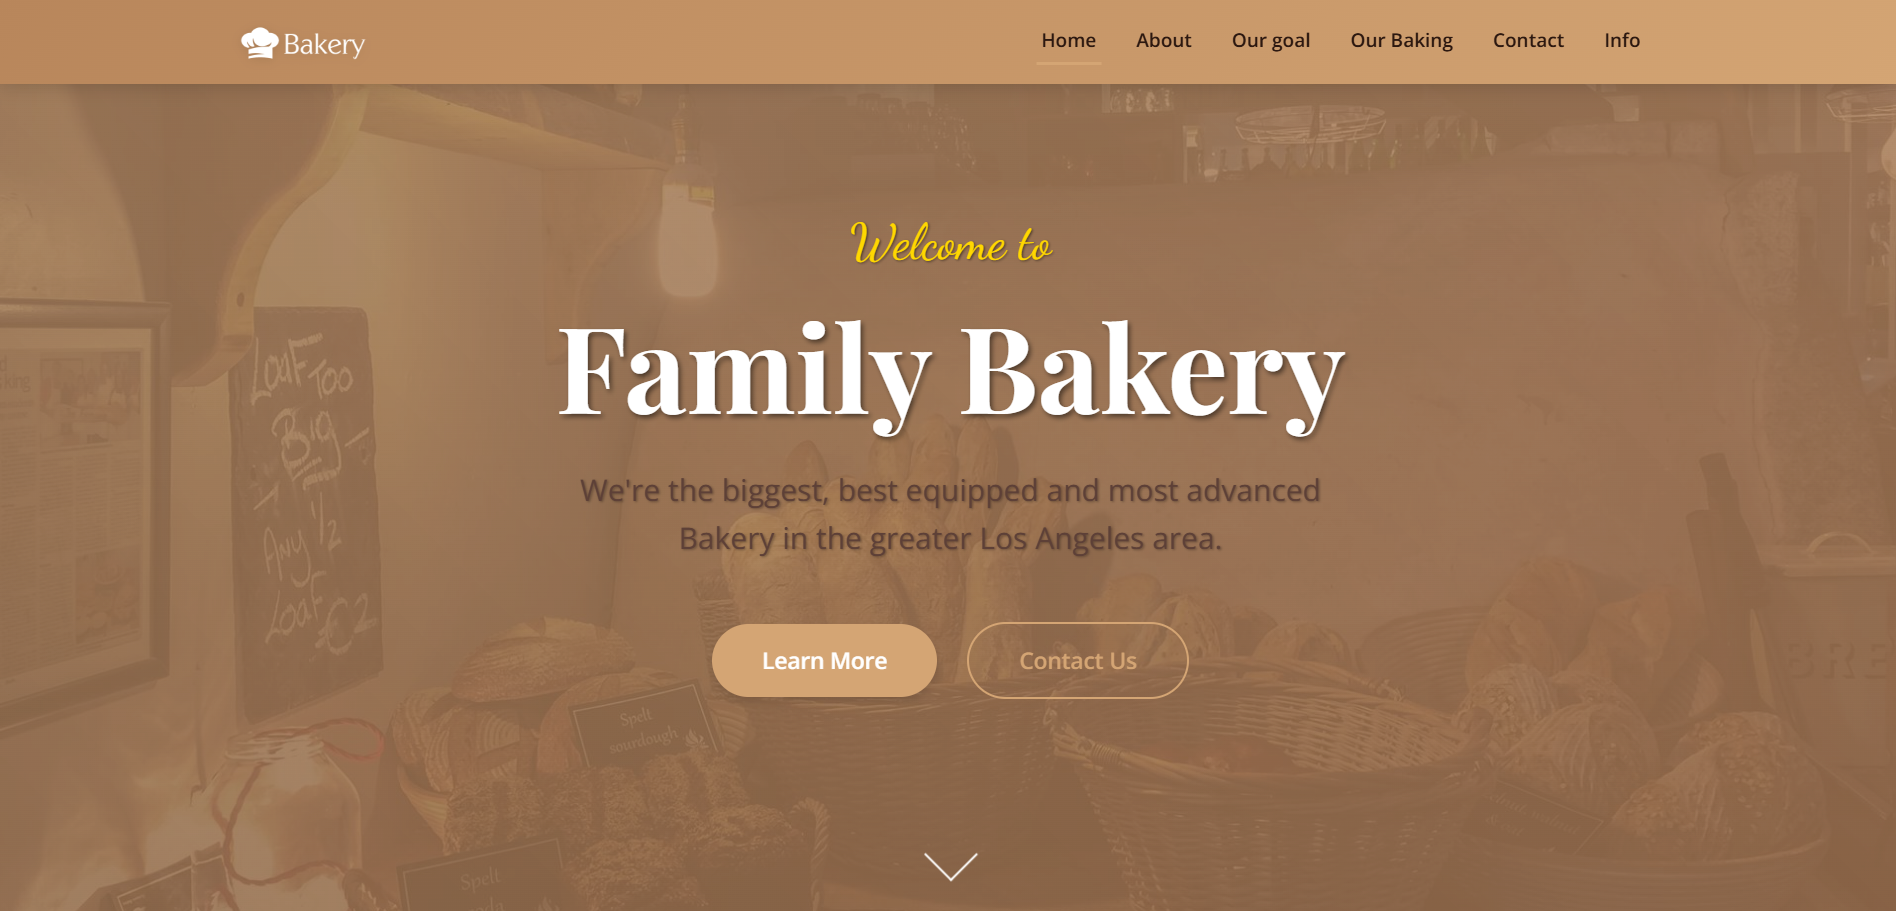 Bakery
Home About Our goal Our Baking Contact Info
Welcome to
Family Bakery
We're the biggest, best equipped and most advanced
Bakery in the greater Los Angeles area.
Learn More
Contact Us
LOAF TOO
BIG
ANY 1/2
LOAF €2
Spelt
sourdough
Spelt